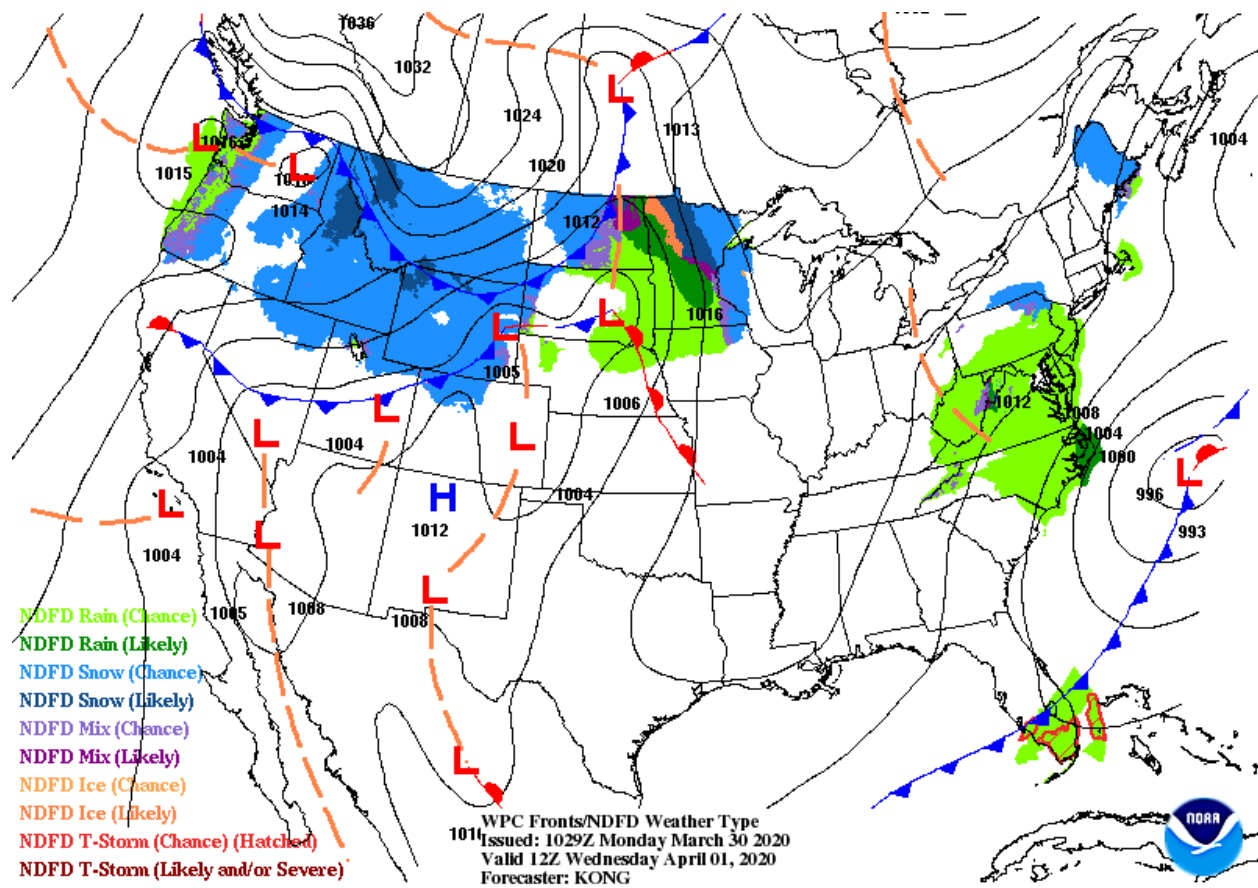 1036
1032
1024
1013
1020
1004
1016
1015
1014
1012
1016
1005
1006
1012
1008
1004
1000
1004
1004
1004
996
993
H
1012
1004
1005
1008
1008
NDFD Rain (Chance)
NDFD Rain (Likely)
NDFD Snow (Chance)
NDFD Snow (Likely)
NDFD Mix (Chance)
NDFD Mix (Likely)
NDFD Ice (Chance)
NDFD Ice (Likely)
NDFD T-Storm (Chance) (Hatched)
NDFD T-Storm (Likely and/or Severe)
L
L
L
L
L
L
L
L
L
L
L
L
L
L
WPC Fronts/NDFD Weather Type
Issued: 1029Z Monday March 30 2020
Valid 12Z Wednesday April 01, 2020
Forecaster: KONG
NOAA